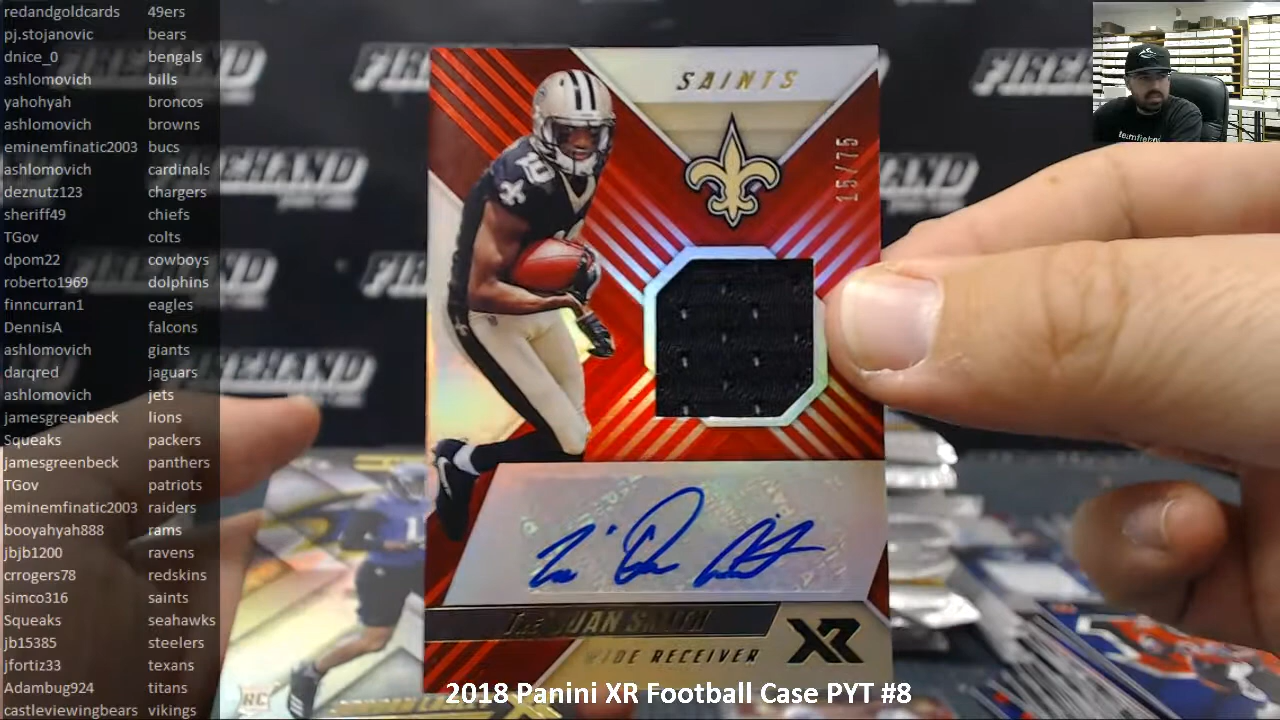 redandgoldcards 49ers
pj.stojanovic bears
dnice_0 bengals
ashlomovich bills
yahohyah broncos
ashlomovich browns
eminemfinatic2003 bucs
ashlomovich cardinals
deznutz123 chargers
sheriff49 chiefs
TGov colts
dpom22 cowboys
roberto1969 dolphins
finncurran1 eagles
DennisA falcons
ashlomovich giants
darqred jaguars
ashlomovich jets
jamesgreenbeck lions
Squeaks packers
jamesgreenbeck panthers
TGov patriots
eminemfinatic2003 raiders
booyahyah888 rams
jbjb1200 ravens
crrogers78 redskins
simco316 saints
Squeaks seahawks
jb15385 steelers
jfortiz33 texans
Adambug924 titans
castleviewingbears vikings
SAINTS
15/75
WIDE RECEIVER
XR
RC
2018 Panini XR Football Case PYT #8